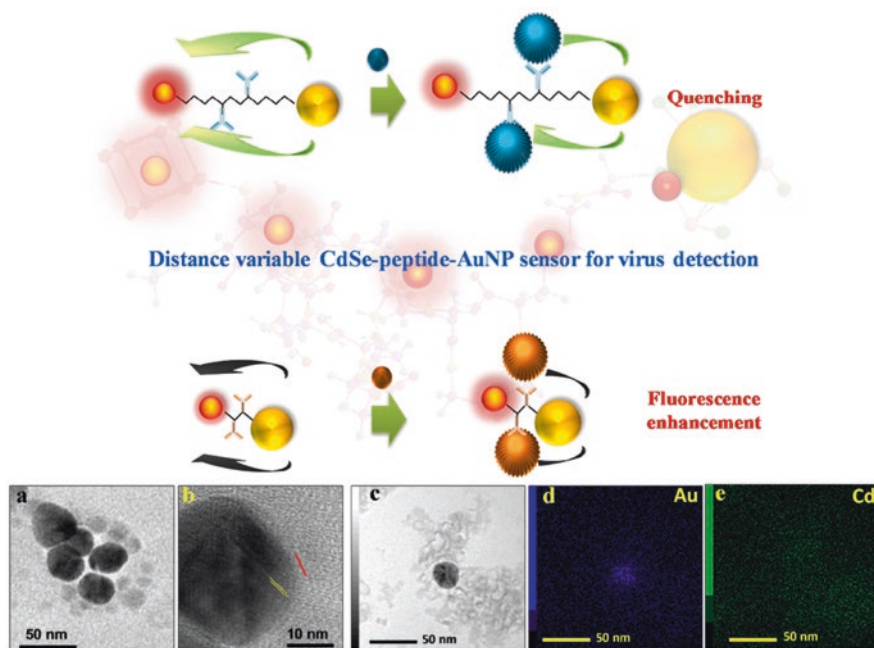 Quenching
Distance variable CdSe-peptide-AuNP sensor for virus detection
Fluorescence
enhancement
a
b
c
d
Au
e
Cd
50 nm
10 nm
50 nm
50 nm
50 nm